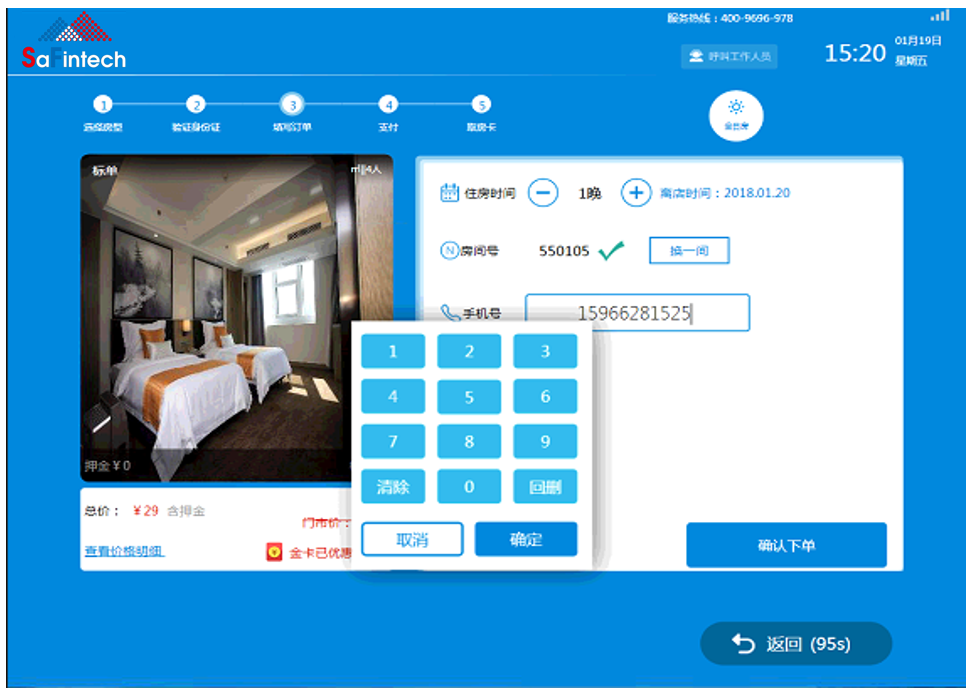 服务热线：400-9696-978
SaFintech
呼叫工作人员
15:20
01月19日
星期五
1 2 3 4 5
选择房型 验证身份证 填写订单 支付 取房卡
全日房
标单
㎡|4人
住房时间 1晚 离店时间：2018.01.20
N 房间号 550105 换一间
手机号 15966281525
1 2 3
4 5 6
7 8 9
清除 0 回删
取消 确定
押金￥0
总价： ￥29 含押金
门市价：
查看价格明细
金卡已优惠
确认下单
返回 (95s)